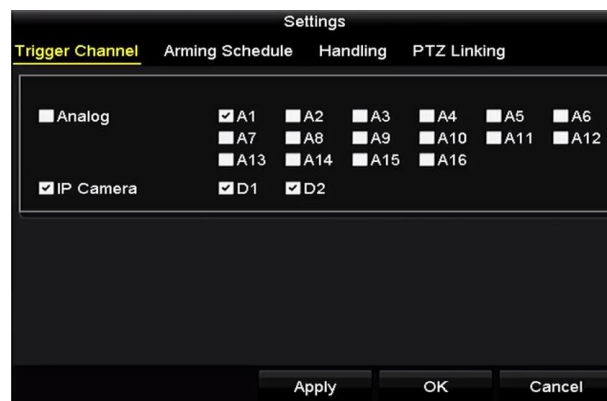 Settings
Trigger Channel Arming Schedule Handling PTZ Linking
Analog A1 A2 A3 A4 A5 A6
A7 A8 A9 A10 A11 A12
A13 A14 A15 A16
IP Camera D1 D2
Apply OK Cancel